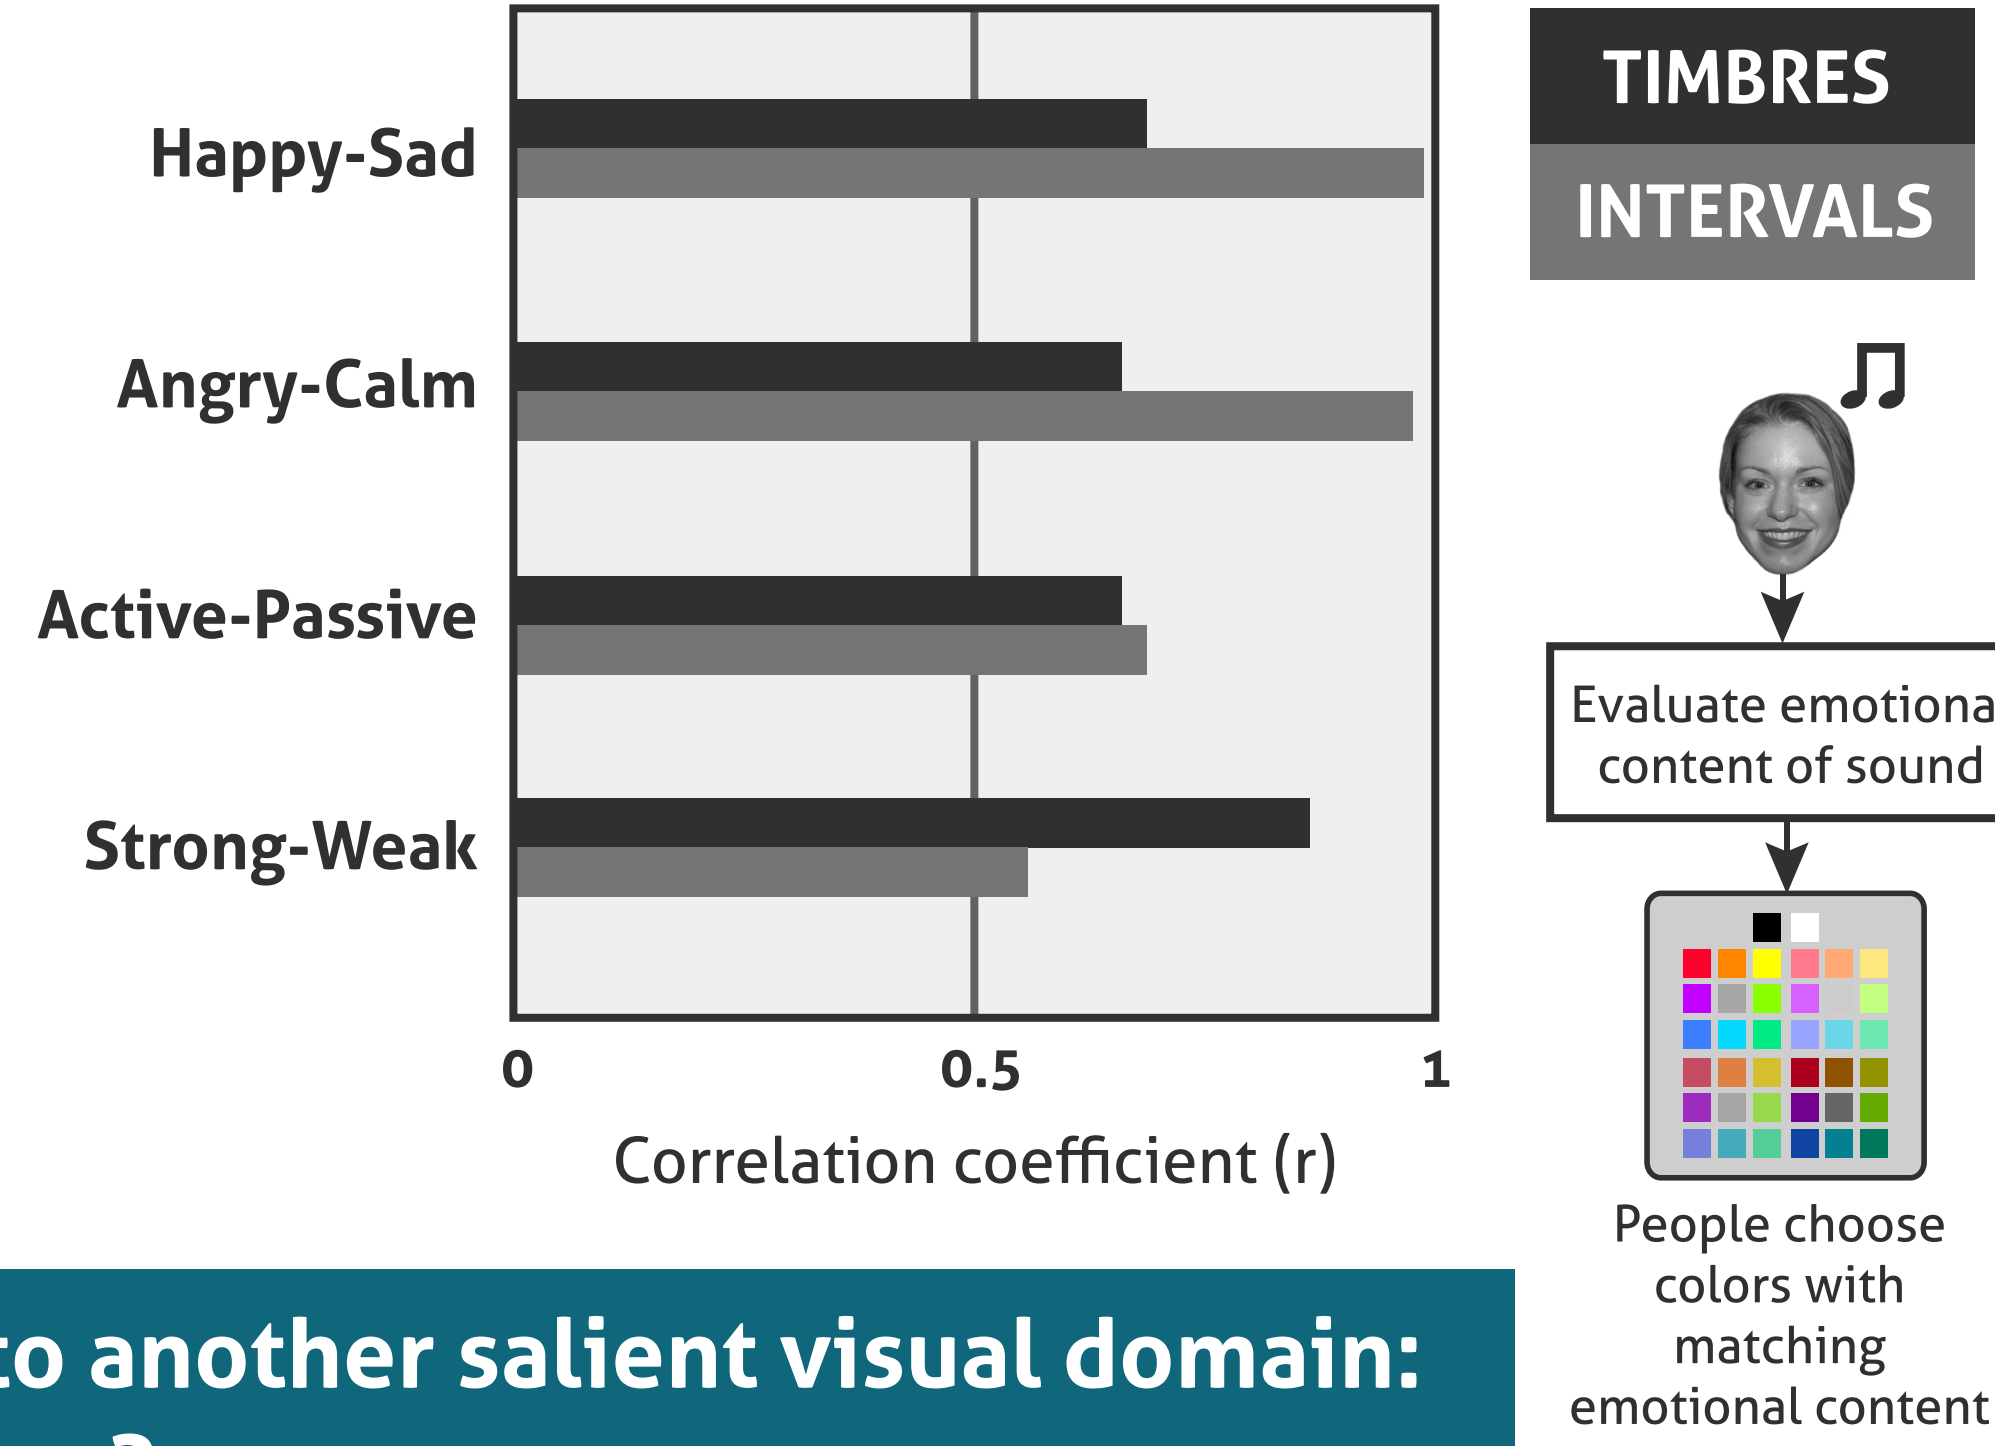 TIMBRES
INTERVALS
Happy-Sad
Angry-Calm
Active-Passive
Strong-Weak
0 0.5 1
Correlation coefficient (r)
Evaluate emotiona
content of sound
People choose
colors with
matching
emotional content
to another salient visual domain:
?